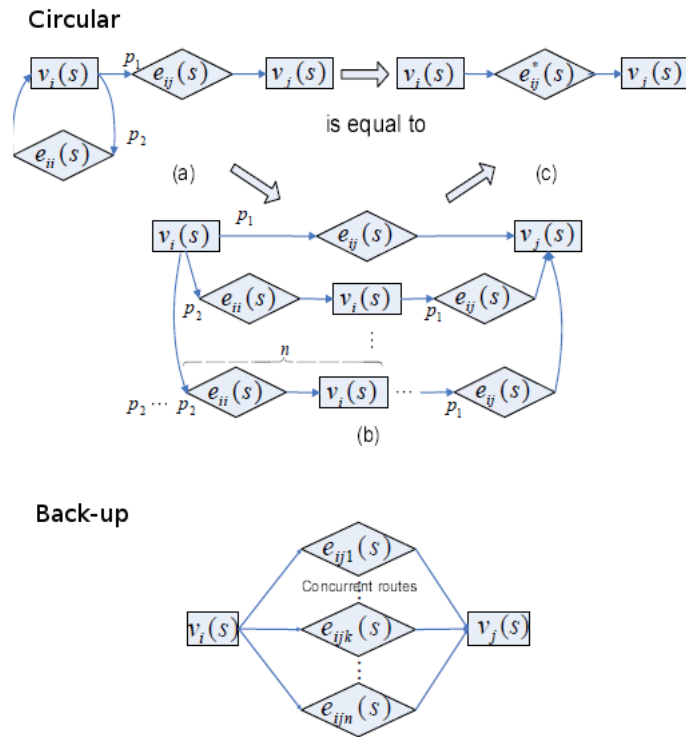 Circular
v_i(s) p_1 e_ij(s) v_j(s) v_i(s) e*_ij(s) v_j(s)
is equal to
e_ii(s) p_2
(a) (c)
v_i(s) p_1 e_ij(s) v_j(s)
p_2 e_ii(s) v_i(s) p_1 e_ij(s)
⋮
n
p_2 ⋯ p_2 e_ii(s) v_i(s) ⋯ p_1 e_ij(s)
(b)
Back-up
e_ij1(s)
Concurrent routes
v_i(s) e_ijk(s) v_j(s)
e_ijn(s)